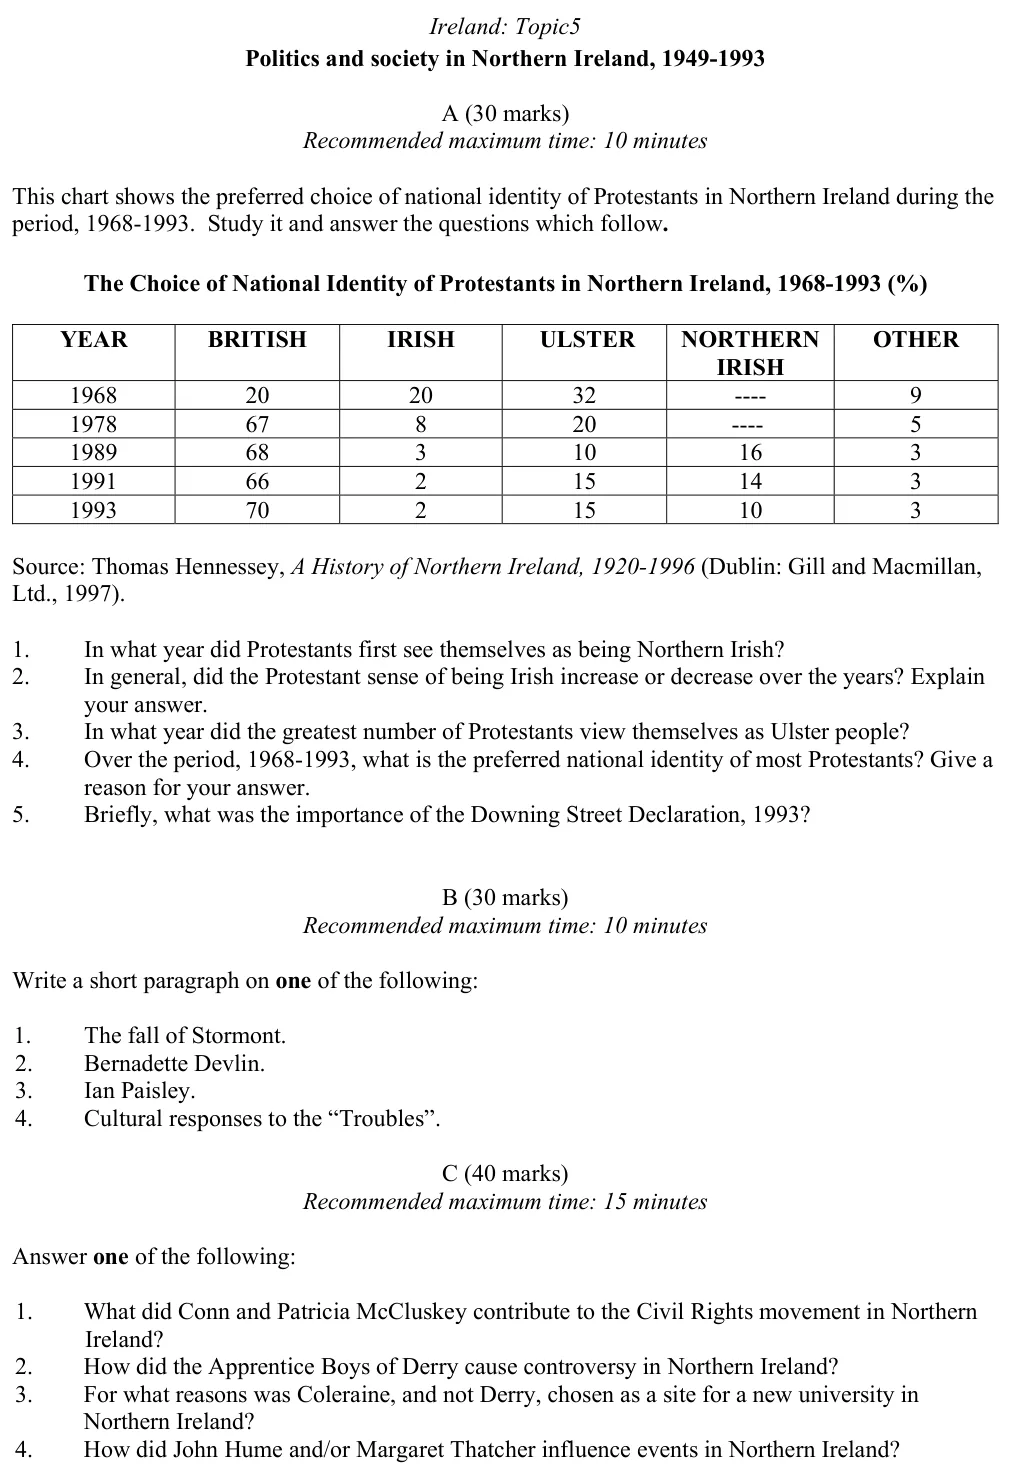 Ireland: Topic5
Politics and society in Northern Ireland, 1949-1993
A (30 marks)
Recommended maximum time: 10 minutes
This chart shows the preferred choice of national identity of Protestants in Northern Ireland during the
period, 1968-1993.  Study it and answer the questions which follow.
The Choice of National Identity of Protestants in Northern Ireland, 1968-1993 (%)
YEAR BRITISH IRISH ULSTER NORTHERN IRISH OTHER
1968 20 20 32 ---- 9
1978 67 8 20 ---- 5
1989 68 3 10 16 3
1991 66 2 15 14 3
1993 70 2 15 10 3
Source: Thomas Hennessey, A History of Northern Ireland, 1920-1996 (Dublin: Gill and Macmillan,
Ltd., 1997).
1. In what year did Protestants first see themselves as being Northern Irish?
2. In general, did the Protestant sense of being Irish increase or decrease over the years? Explain
your answer.
3. In what year did the greatest number of Protestants view themselves as Ulster people?
4. Over the period, 1968-1993, what is the preferred national identity of most Protestants? Give a
reason for your answer.
5. Briefly, what was the importance of the Downing Street Declaration, 1993?
B (30 marks)
Recommended maximum time: 10 minutes
Write a short paragraph on one of the following:
1. The fall of Stormont.
2. Bernadette Devlin.
3. Ian Paisley.
4. Cultural responses to the “Troubles”.
C (40 marks)
Recommended maximum time: 15 minutes
Answer one of the following:
1. What did Conn and Patricia McCluskey contribute to the Civil Rights movement in Northern
Ireland?
2. How did the Apprentice Boys of Derry cause controversy in Northern Ireland?
3. For what reasons was Coleraine, and not Derry, chosen as a site for a new university in
Northern Ireland?
4. How did John Hume and/or Margaret Thatcher influence events in Northern Ireland?